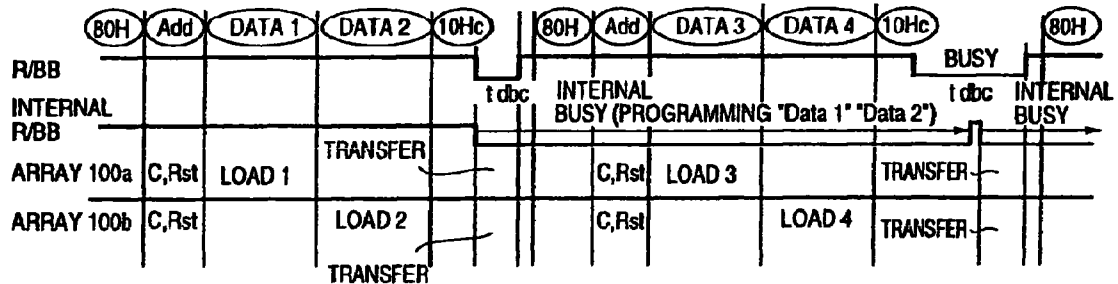 80H Add DATA 1 DATA 2 10Hc 80H Add DATA 3 DATA 4 10Hc 80H
R/BB BUSY
t dbc INTERNAL t dbc INTERNAL
INTERNAL BUSY (PROGRAMMING "Data 1" "Data 2") BUSY
R/BB
TRANSFER
ARRAY 100a C,Rst LOAD 1 C,Rst LOAD 3 TRANSFER
ARRAY 100b C,Rst LOAD 2 C,Rst LOAD 4 TRANSFER
TRANSFER